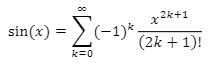 sin(x) = ∑_{k=0}^{∞} (-1)^k x^{2k+1} / (2k + 1)!